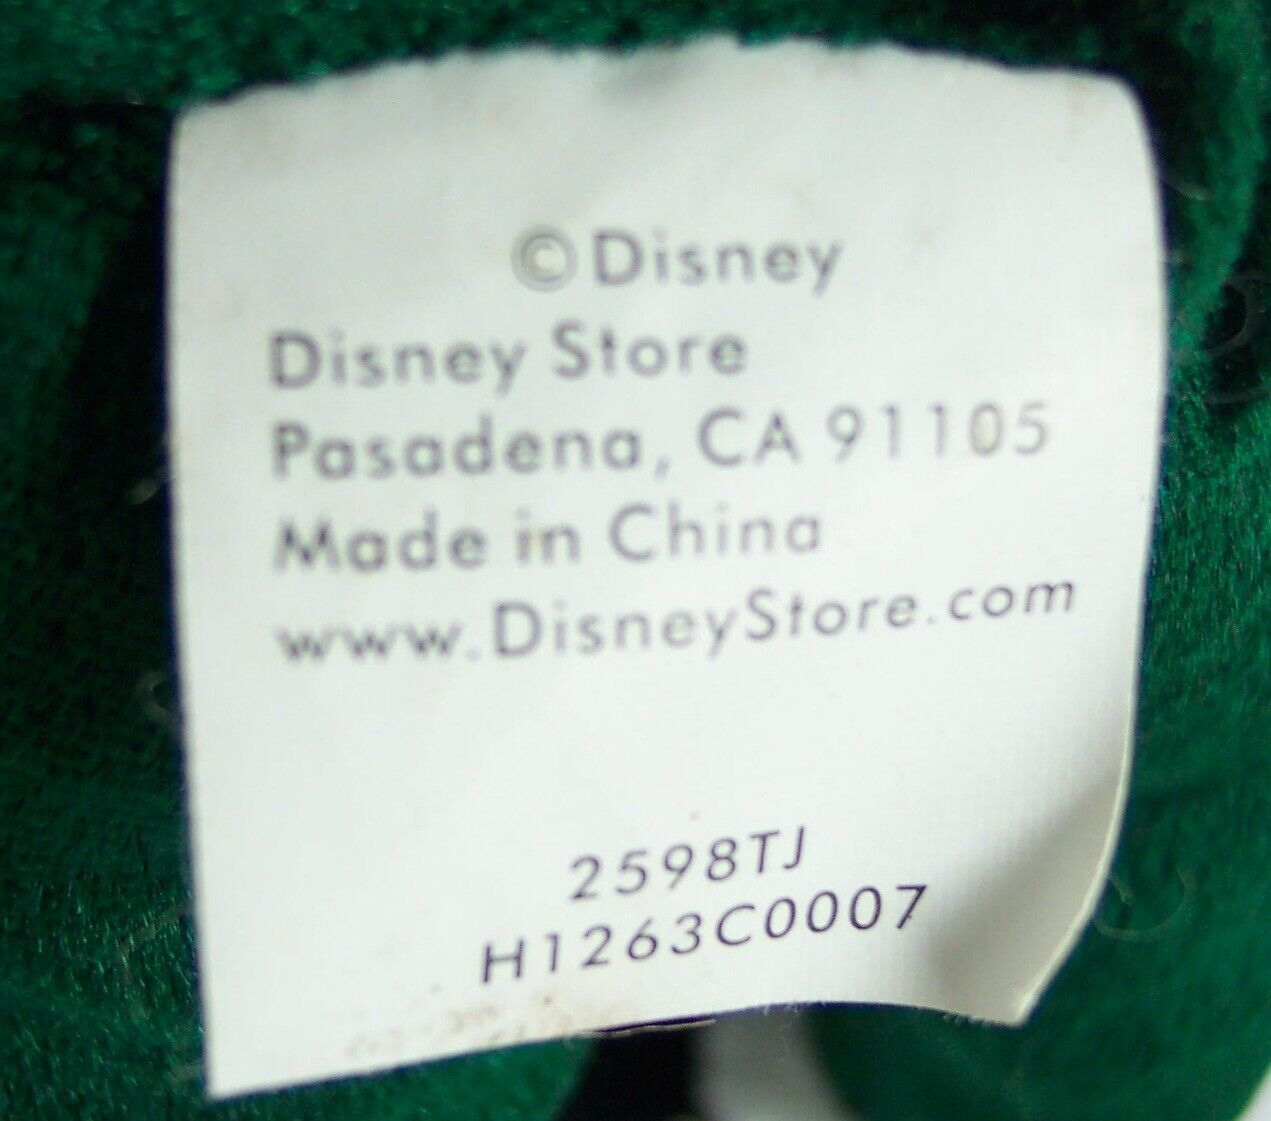 ©Disney
Disney Store
Pasadena, CA 91105
Made in China
www.DisneyStore.com
2598TJ
H1263C0007